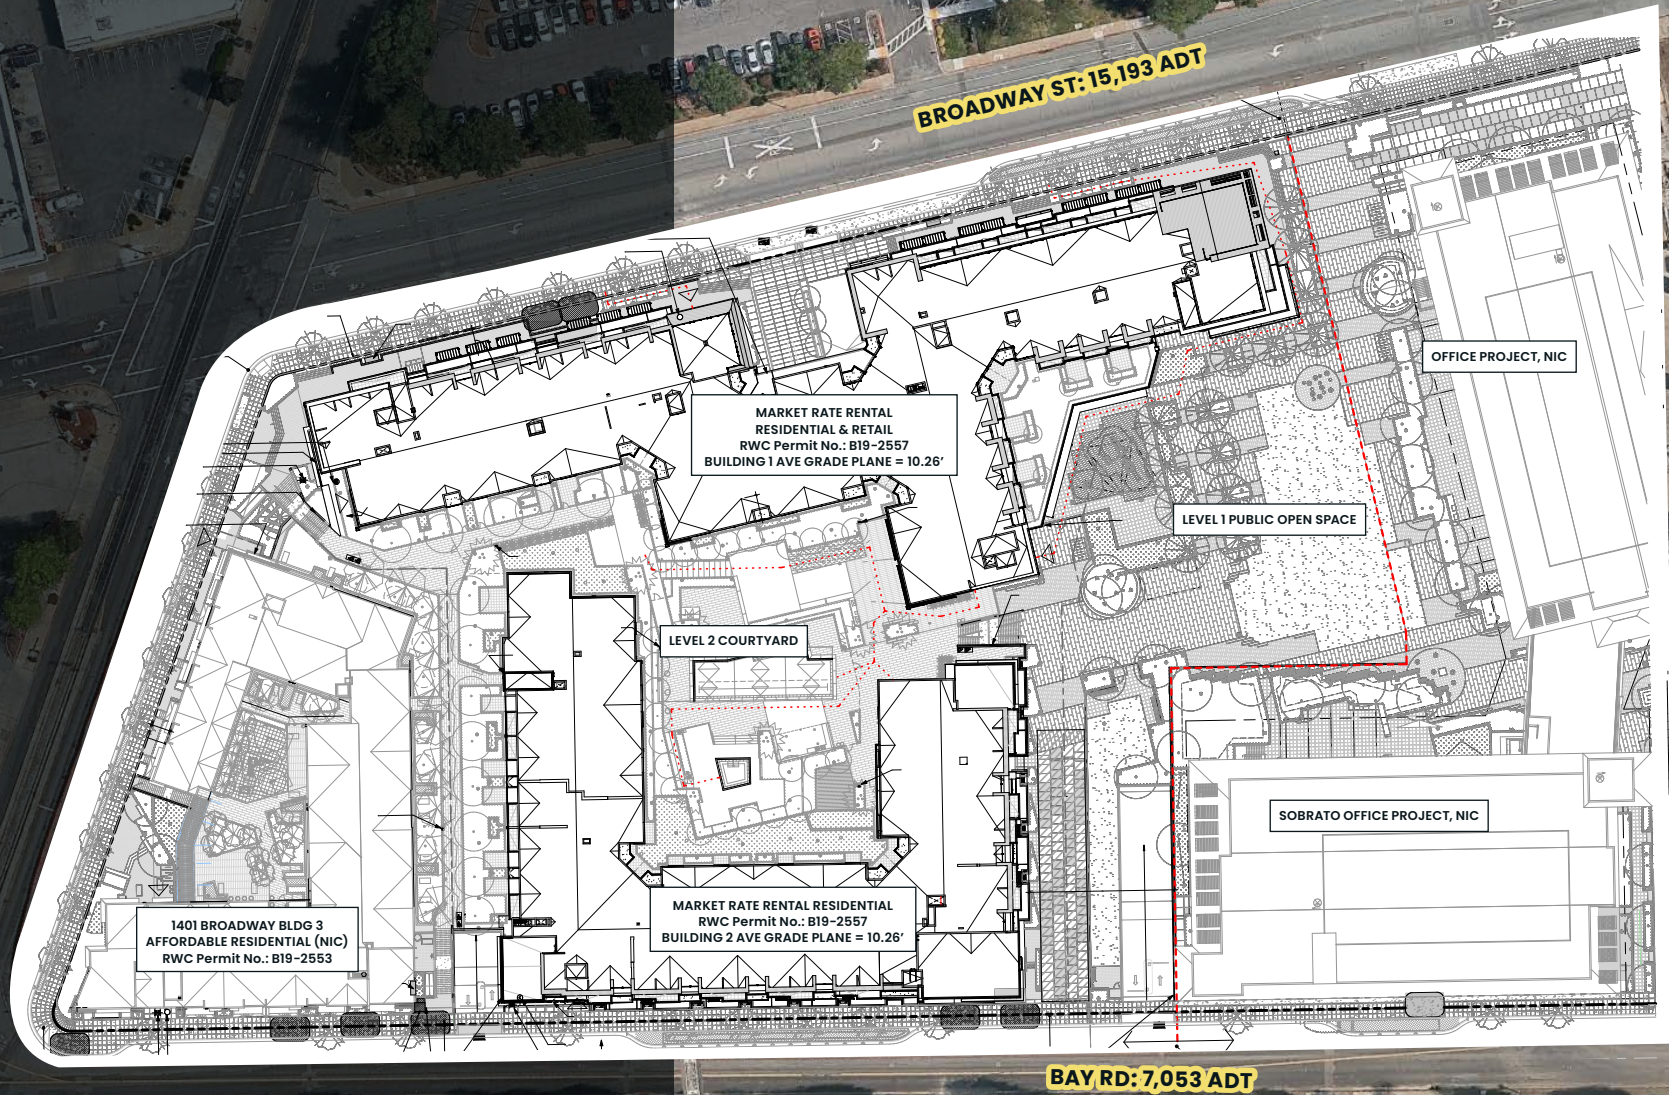 BROADWAY ST: 15,193 ADT
OFFICE PROJECT, NIC
MARKET RATE RENTAL
RESIDENTIAL & RETAIL
RWC Permit No.: B19-2557
BUILDING 1 AVE GRADE PLANE = 10.26’
LEVEL 1 PUBLIC OPEN SPACE
LEVEL 2 COURTYARD
SOBRATO OFFICE PROJECT, NIC
1401 BROADWAY BLDG 3
AFFORDABLE RESIDENTIAL (NIC)
RWC Permit No.: B19-2553
MARKET RATE RENTAL RESIDENTIAL
RWC Permit No.: B19-2557
BUILDING 2 AVE GRADE PLANE = 10.26’
BAY RD: 7,053 ADT